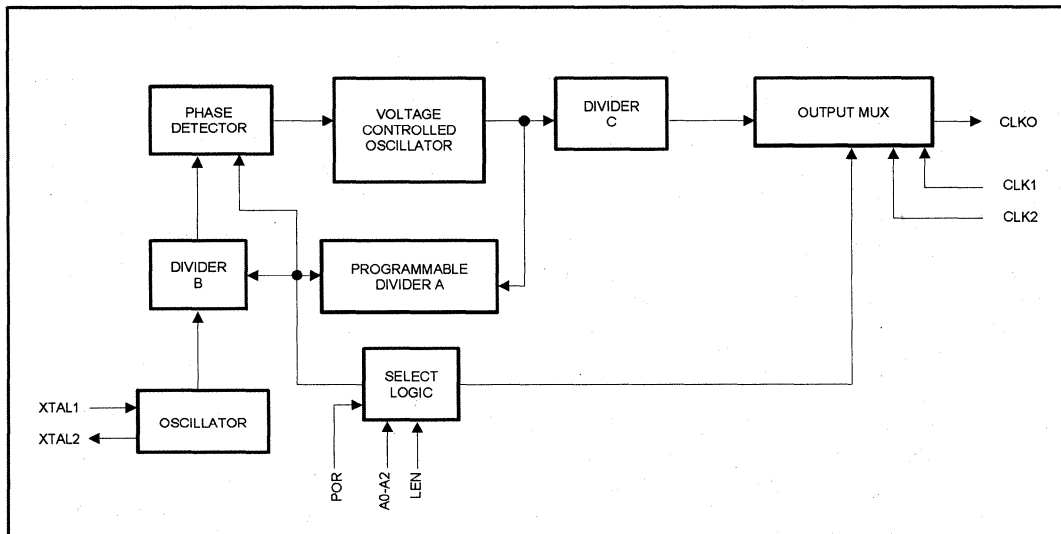 PHASE
DETECTOR
VOLTAGE
CONTROLLED
OSCILLATOR
DIVIDER
C
OUTPUT MUX
CLKO
CLK1
CLK2
DIVIDER
B
PROGRAMMABLE
DIVIDER A
SELECT
LOGIC
XTAL1
XTAL2
OSCILLATOR
POR
A0-A2
LEN